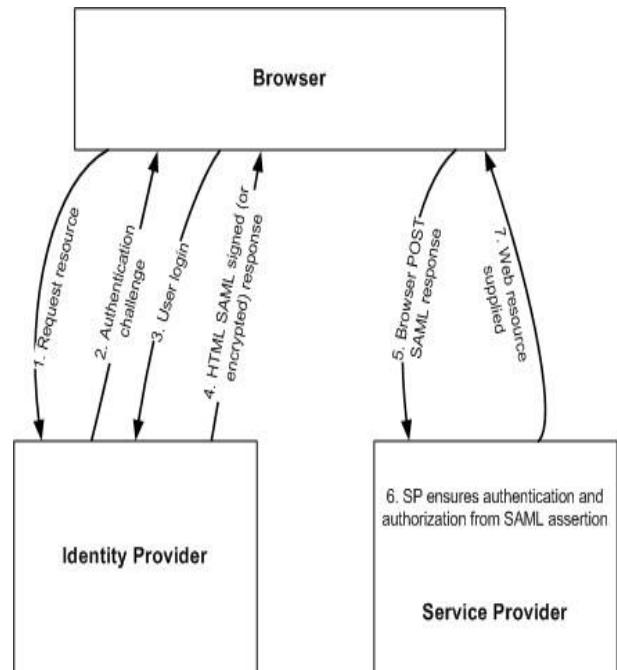 Browser
1. Request resource
2. Authentication
challenge
3. User login
4. HTML SAML signed (or
encrypted) response
5. Browser POST
SAML response
7. Web resource
supplied
Identity Provider
6. SP ensures authentication and
authorization from SAML assertion
Service Provider